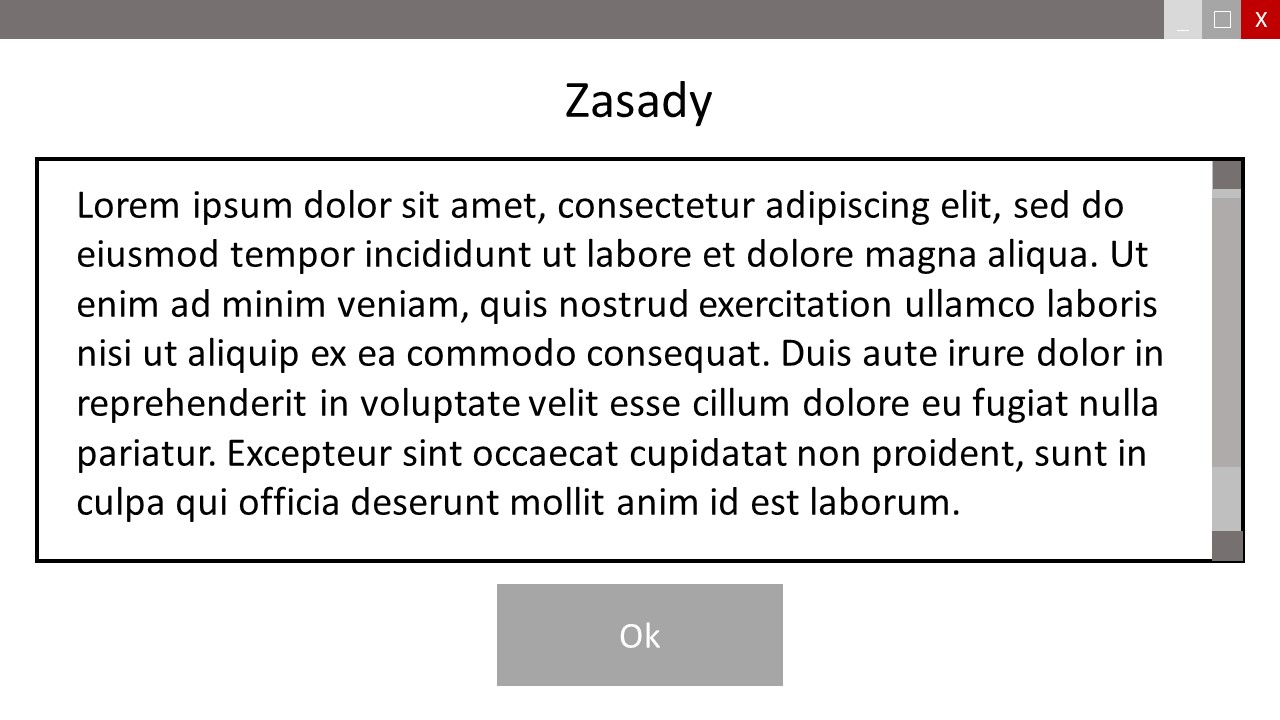 X
Zasady
Lorem ipsum dolor sit amet, consectetur adipiscing elit, sed do
eiusmod tempor incididunt ut labore et dolore magna aliqua. Ut
enim ad minim veniam, quis nostrud exercitation ullamco laboris
nisi ut aliquip ex ea commodo consequat. Duis aute irure dolor in
reprehenderit in voluptate velit esse cillum dolore eu fugiat nulla
pariatur. Excepteur sint occaecat cupidatat non proident, sunt in
culpa qui officia deserunt mollit anim id est laborum.
Ok